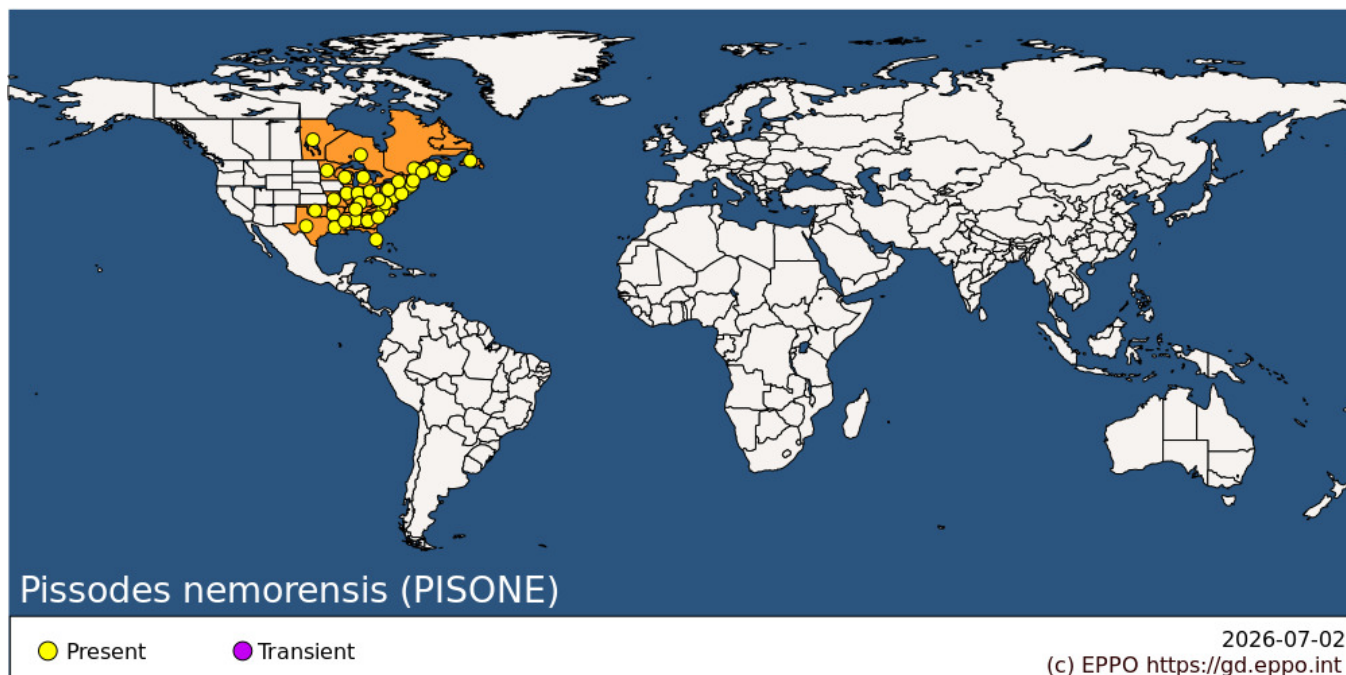 Pissodes nemorensis (PISONE)
Present
Transient
2026-07-02
(c) EPPO https://gd.eppo.int